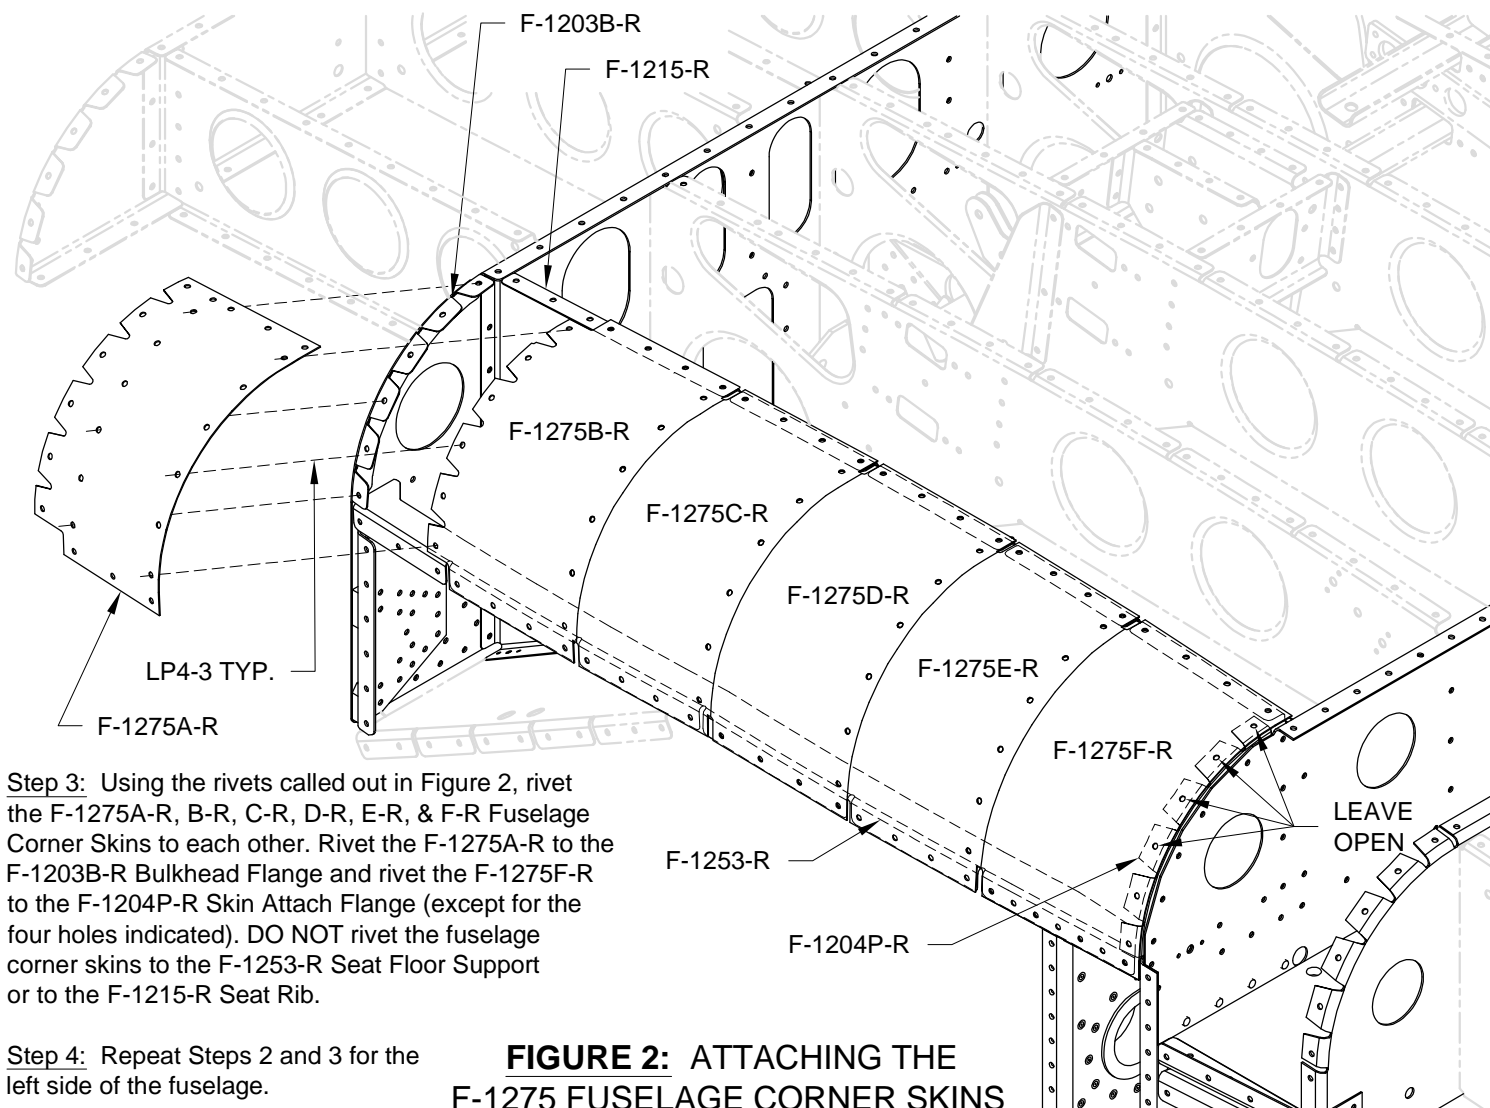 F-1203B-R
F-1215-R
F-1275B-R
F-1275C-R
F-1275D-R
F-1275E-R
F-1275F-R
LP4-3 TYP.
F-1275A-R
LEAVE
OPEN
F-1253-R
F-1204P-R
Step 3: Using the rivets called out in Figure 2, rivet
the F-1275A-R, B-R, C-R, D-R, E-R, & F-R Fuselage
Corner Skins to each other. Rivet the F-1275A-R to the
F-1203B-R Bulkhead Flange and rivet the F-1275F-R
to the F-1204P-R Skin Attach Flange (except for the
four holes indicated). DO NOT rivet the fuselage
corner skins to the F-1253-R Seat Floor Support
or to the F-1215-R Seat Rib.
Step 4: Repeat Steps 2 and 3 for the
left side of the fuselage.
FIGURE 2: ATTACHING THE
F-1275 FUSELAGE CORNER SKINS